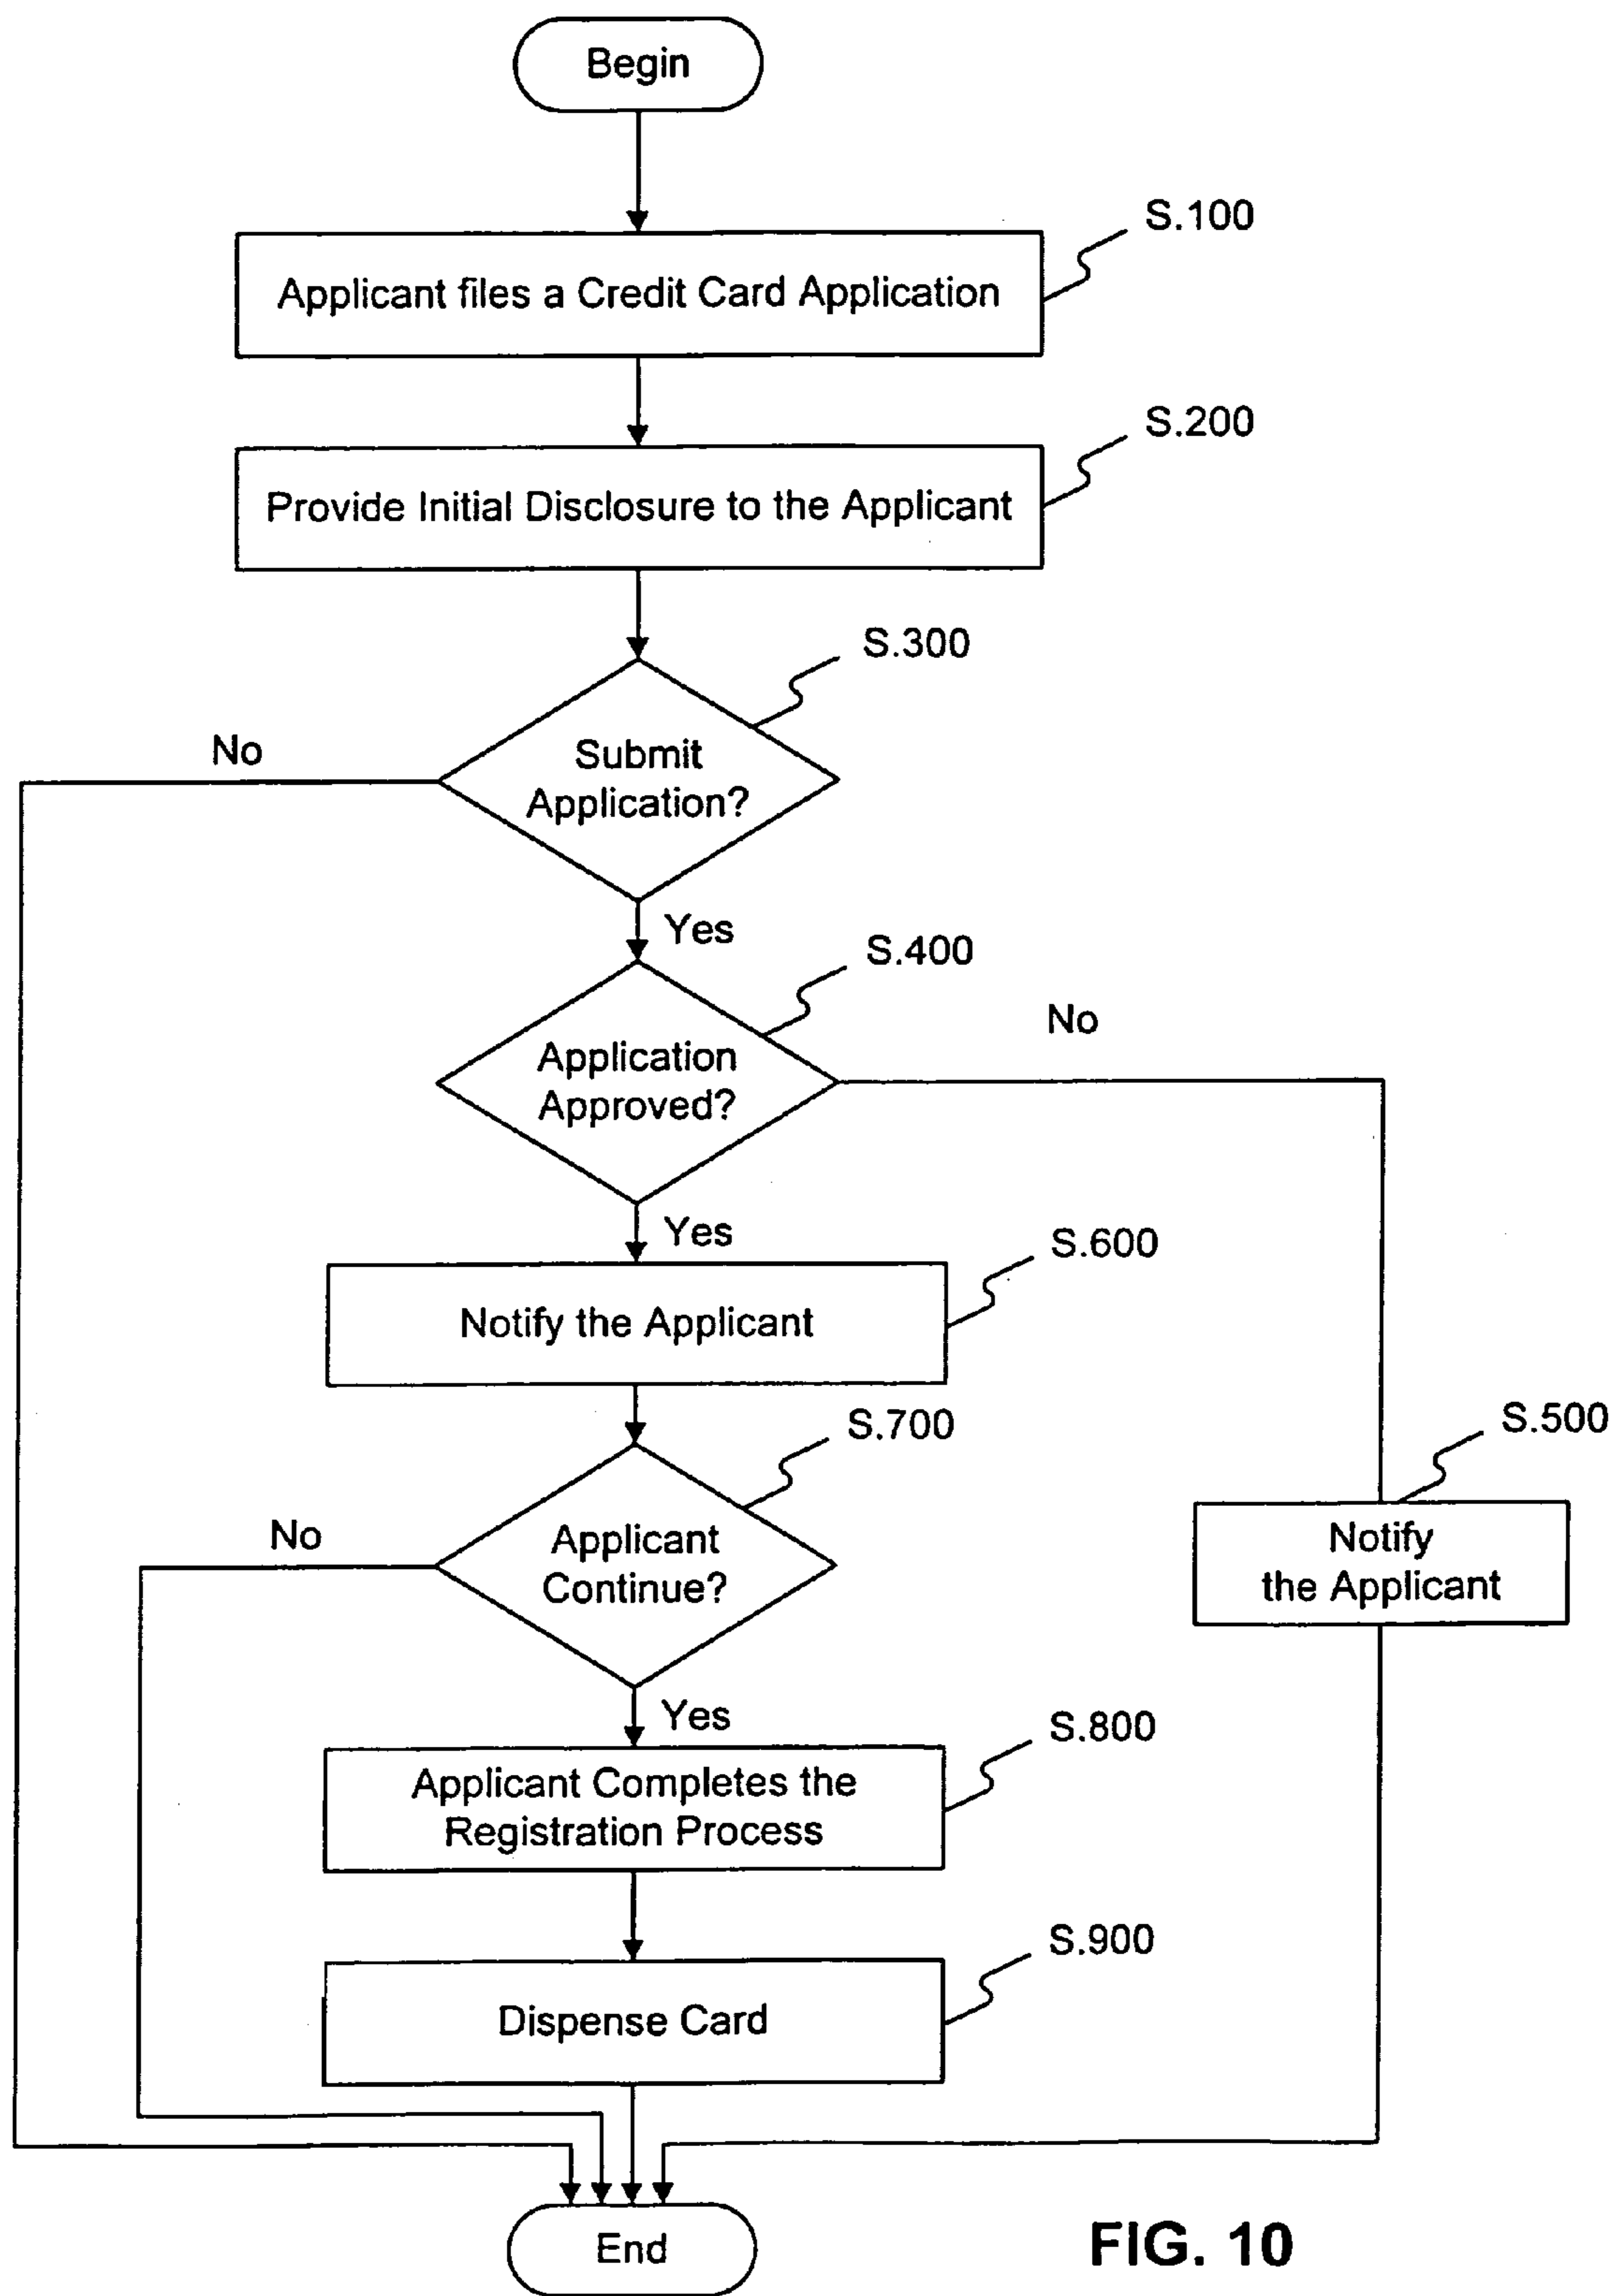 Begin
S.100
Applicant files a Credit Card Application
S.200
Provide Initial Disclosure to the Applicant
S.300
No
Submit
Application?
Yes
S.400
No
Application
Approved?
Yes
S.600
Notify the Applicant
S.700
No
Applicant
Continue?
S.500
Notify
the Applicant
Yes
S.800
Applicant Completes the
Registration Process
S.900
Dispense Card
End
FIG. 10